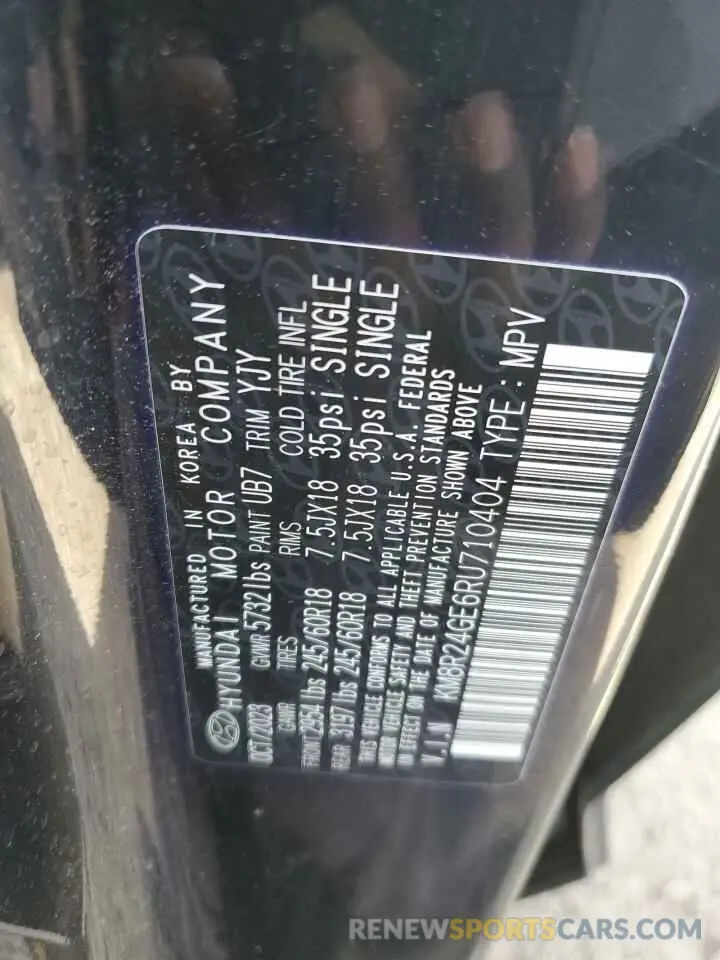 MANUFACTURED IN KOREA BY
HYUNDAI MOTOR COMPANY
OCT/2023 GVWR 5732 lbs PAINT UB7 TRIM YJY
GAWR TIRES RIMS COLD TIRE INFL
FRONT 2954 lbs 245/60R18 7.5JX18 35psi SINGLE
REAR 3197 lbs 245/60R18 7.5JX18 35psi SINGLE
THIS VEHICLE CONFORMS TO ALL APPLICABLE U.S.A. FEDERAL
MOTOR VEHICLE SAFETY AND THEFT PREVENTION STANDARDS
IN EFFECT ON THE DATE OF MANUFACTURE SHOWN ABOVE
V.I.N KM8R24GE6RU710404 TYPE : MPV
RENEWSPORTSCARS.COM